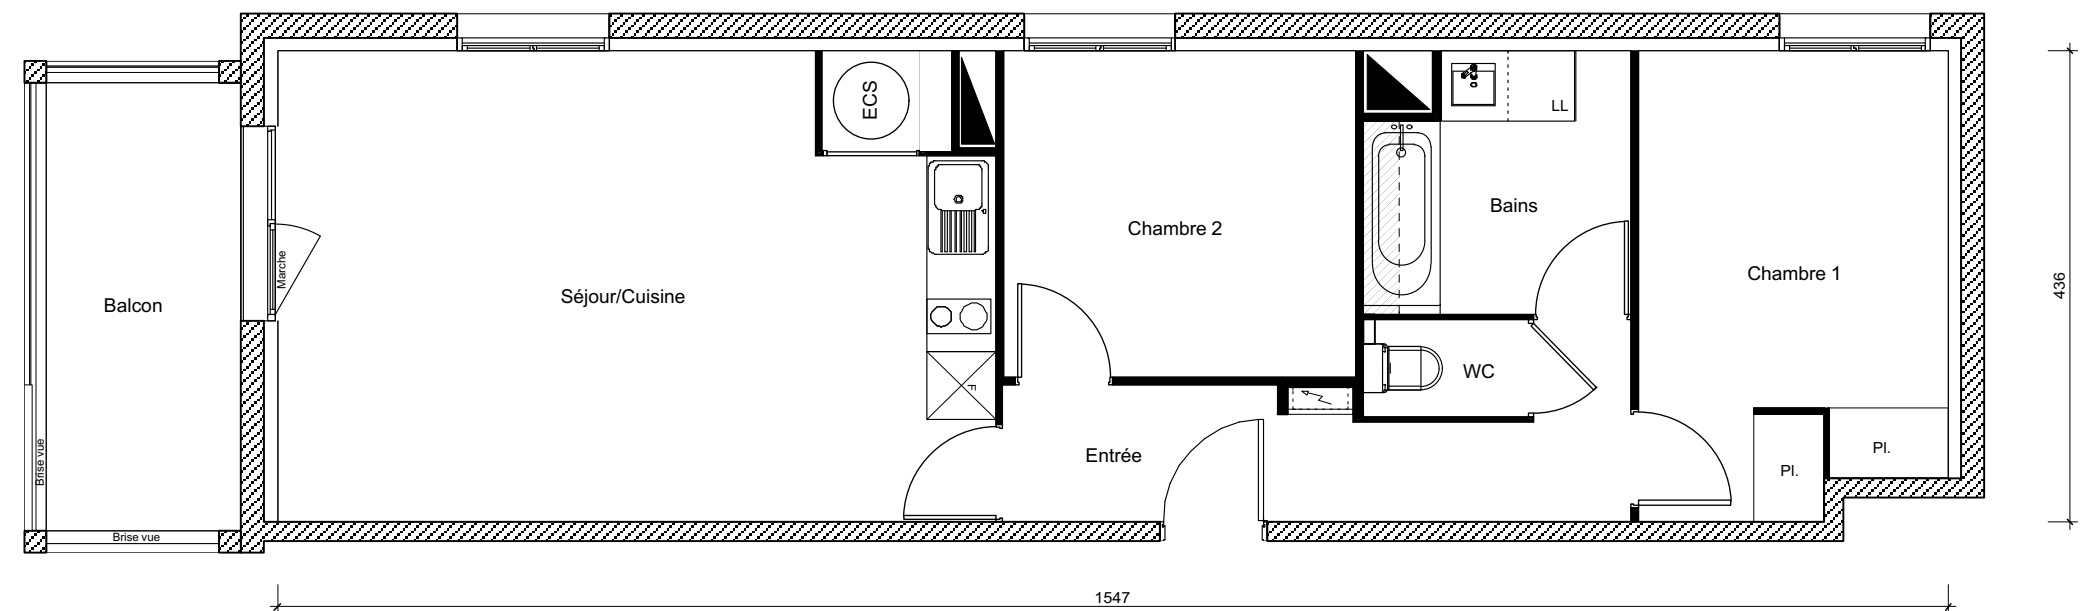 ECS
LL
Bains
Chambre 2
Marche
Chambre 1
436
Séjour/Cuisine
Balcon
WC
F
Entrée
Pl.
Pl.
Brise vue
Brise vue
1547